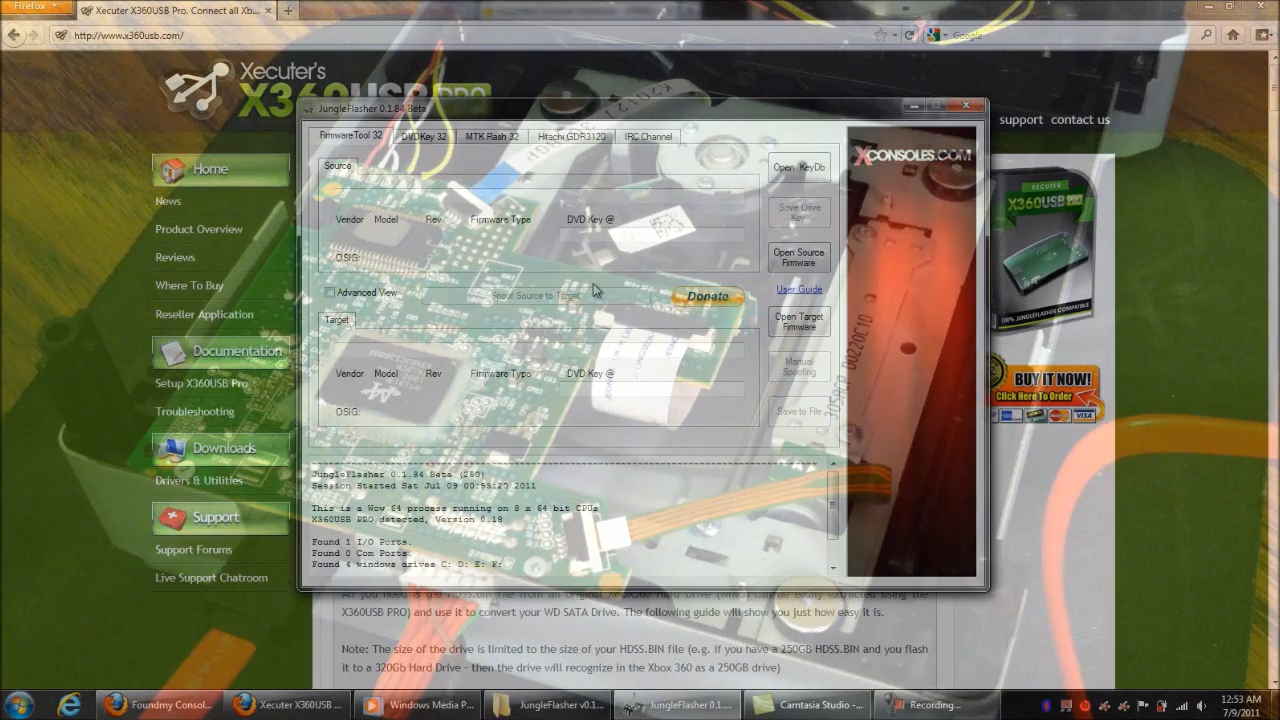 Firefox
Xecuter X360USB Pro. Connect all Xbo...
http://www.x360usb.com/
Google
Xecuter's
X360USB PRO
support contact us
Home
News
Product Overview
Reviews
Where To Buy
Reseller Application
Documentation
Setup X360USB Pro
Troubleshooting
Downloads
Drivers & Utilities
Support
Support Forums
Live Support Chatroom
JungleFlasher 0.1.84 Beta
FirmwareTool 32
DVDKey 32
MTK Flash 32
Hitachi GDR3120
IRC Channel
Source
Vendor Model Rev Firmware Type DVD Key @
OSIG:
Advanced View
Spoof Source to Target
Donate
Target
Vendor Model Rev Firmware Type DVD Key @
OSIG:
Open KeyDb
Save Drive Key
Open Source Firmware
User Guide
Open Target Firmware
Manual Spoofing
Save to File
XCONSOLES.COM
XECUTER
X360USB PRO
100% JUNGLEFLASHER COMPATIBLE
BUY IT NOW!
Click Here To Order
VISA
JungleFlasher 0.1.84 Beta (260)
Session Started Sat Jul 09 00:53:20 2011
This is a Wow 64 process running on 8 x 64 bit CPUs
X360USB PRO detected, Version 0.18
Found 1 I/O Ports.
Found 0 Com Ports.
Found 4 windows drives C: D: E: F:
X360USB PRO) and use it to convert your WD SATA Drive. The following guide will show you just how easy it is.
Note: The size of the drive is limited to the size of your HDSS.BIN file (e.g. if you have a 250GB HDSS.BIN and you flash
it to a 320Gb Hard Drive - then the drive will recognize in the Xbox 360 as a 250GB drive)
Foundmy Consol...
Xecuter X360USB ...
Windows Media P...
JungleFlasher v0.1...
JungleFlasher 0.1....
Camtasia Studio -...
Recording...
12:53 AM
7/9/2011